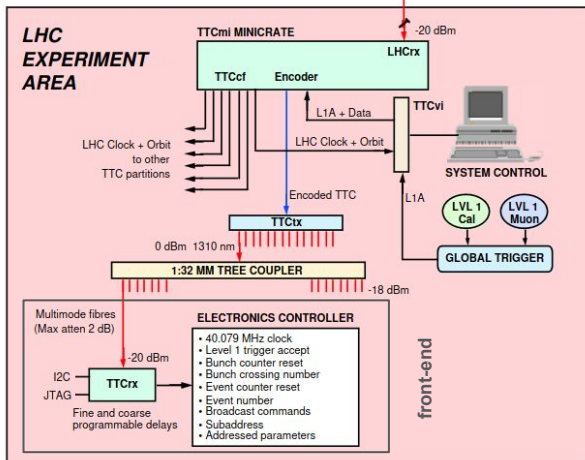 LHC
EXPERIMENT
AREA
TTCmi MINICRATE
-20 dBm
LHCrx
TTCcf
Encoder
TTCvi
L1A + Data
LHC Clock + Orbit
LHC Clock + Orbit
to other
TTC partitions
SYSTEM CONTROL
Encoded TTC
L1A
LVL 1
Cal
LVL 1
Muon
TTCtx
GLOBAL TRIGGER
0 dBm 1310 nm
1:32 MM TREE COUPLER
-18 dBm
Multimode fibres
(Max atten 2 dB)
ELECTRONICS CONTROLLER
• 40.079 MHz clock
• Level 1 trigger accept
• Bunch counter reset
• Bunch crossing number
• Event counter reset
• Event number
• Broadcast commands
• Subaddress
• Addressed parameters
-20 dBm
I2C
JTAG
TTCrx
Fine and coarse
programmable delays
front-end